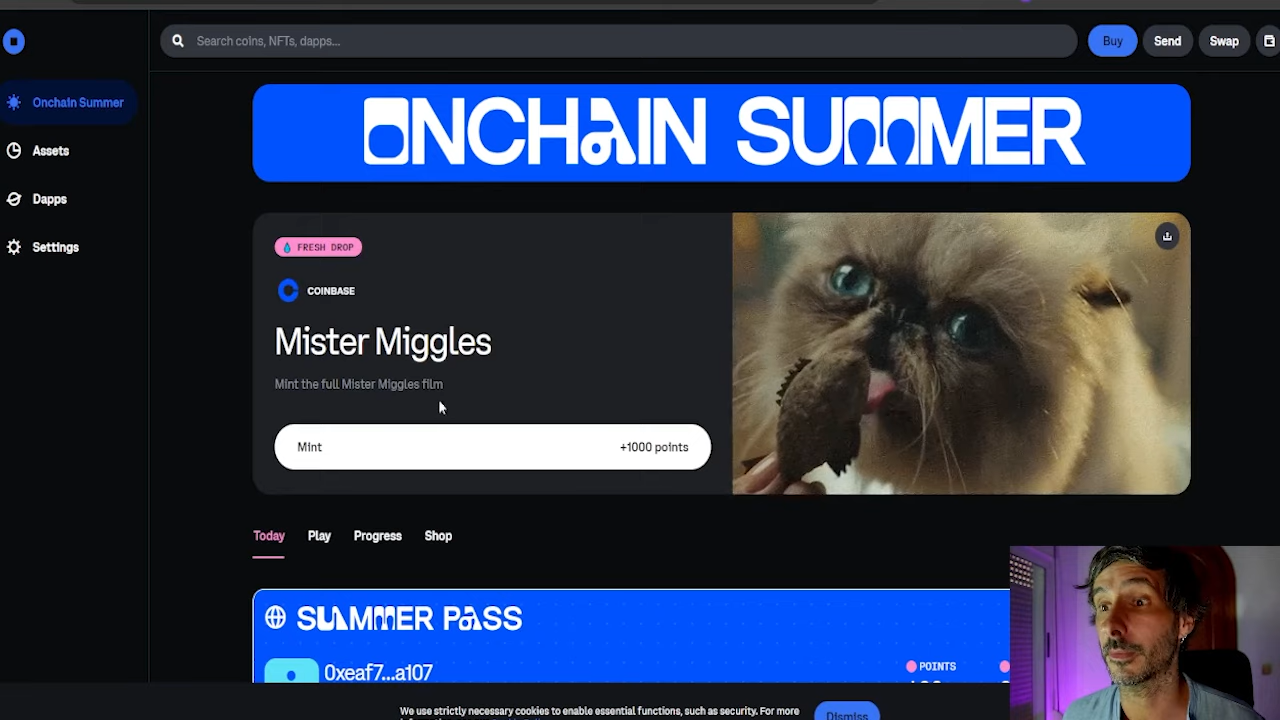 Search coins, NFTs, dapps...
Buy
Send
Swap
Onchain Summer
Assets
Dapps
Settings
ONCHAIN SUMMER
FRESH DROP
COINBASE
Mister Miggles
Mint the full Mister Miggles film
Mint
+1000 points
Today
Play
Progress
Shop
SUMMER PASS
0xeaf7...a107
POINTS
We use strictly necessary cookies to enable essential functions, such as security. For more
Dismiss